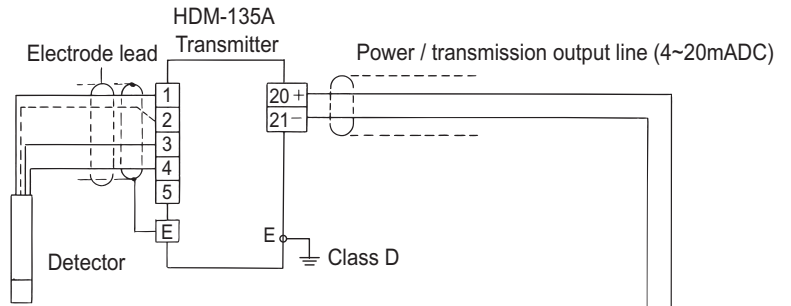 HDM-135A
Transmitter
Electrode lead
Power / transmission output line (4~20mADC)
1
2
3
4
5
E
20 +
21 −
E
Class D
Detector